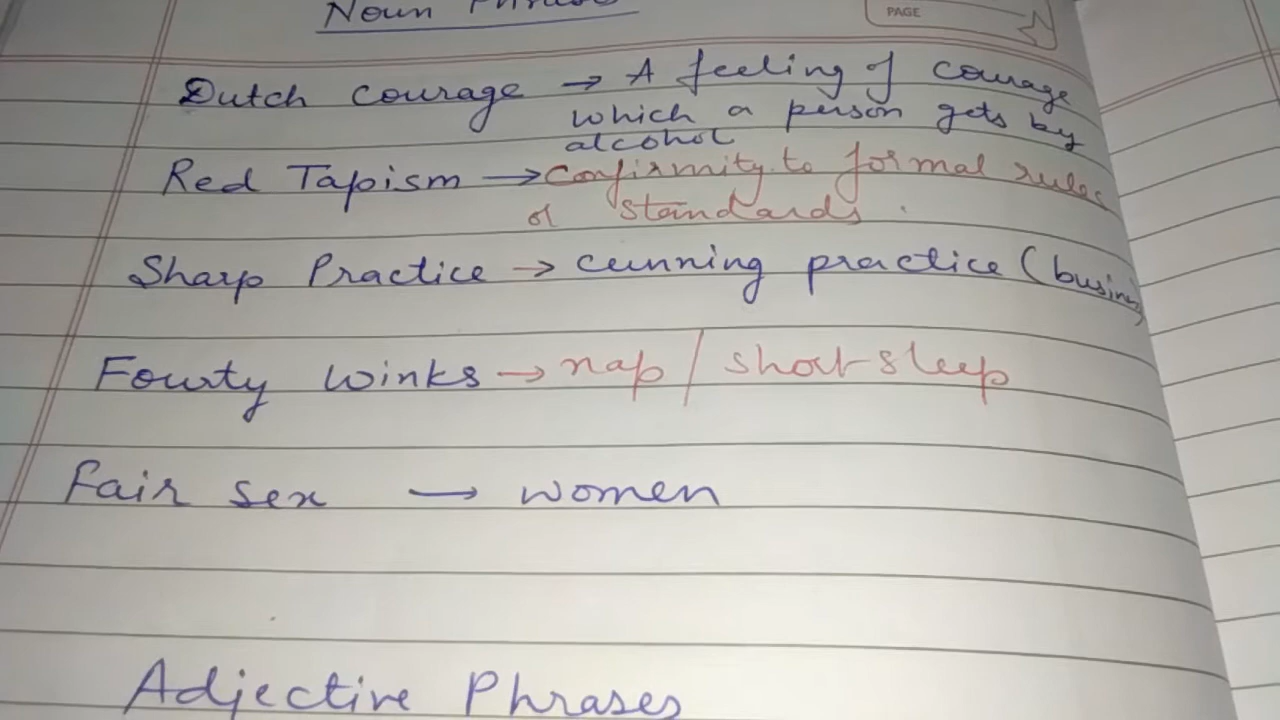 Noun Phrases
PAGE
Dutch courage → A feeling of courage
which a person gets by
alcohol
Red Tapism → Confirmity to formal rules
of standards.
Sharp Practice → cunning practice (busines
Fourty winks → nap / short sleep
Fair sex → women
Adjective Phrases